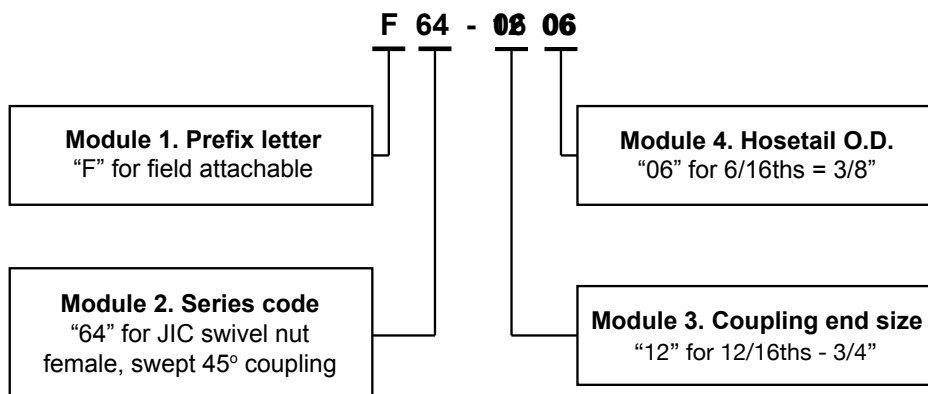 F 64 - 06
Module 1. Prefix letter
“F” for field attachable
Module 4. Hosetail O.D.
“06” for 6/16ths = 3/8”
Module 2. Series code
“64” for JIC swivel nut
female, swept 45º coupling
Module 3. Coupling end size
“12” for 12/16ths - 3/4”